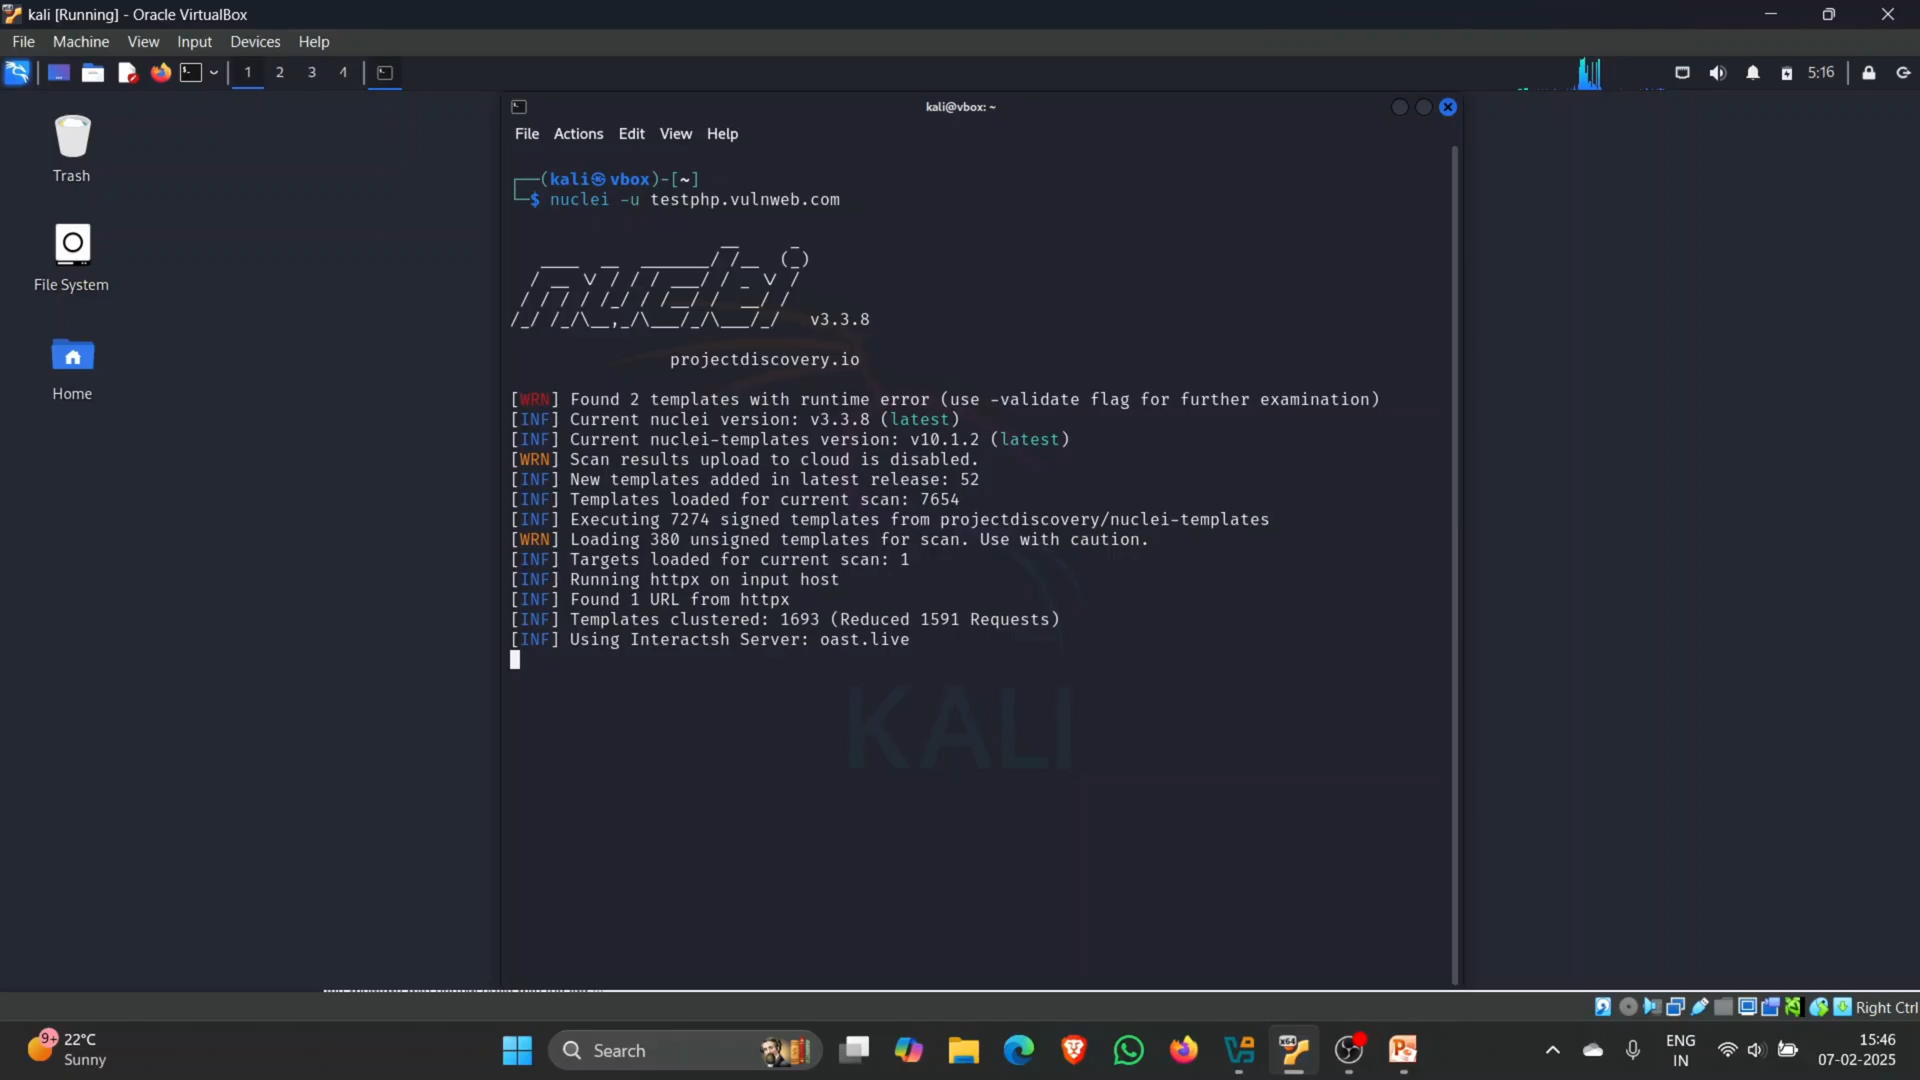 kali [Running] - Oracle VirtualBox
File Machine View Input Devices Help
1 2 3 4
5:16
Trash
File System
Home
kali@vbox: ~
File Actions Edit View Help
┌──(kali㉿vbox)-[~]
└─$ nuclei -u testphp.vulnweb.com
nuclei v3.3.8
projectdiscovery.io
[WRN] Found 2 templates with runtime error (use -validate flag for further examination)
[INF] Current nuclei version: v3.3.8 (latest)
[INF] Current nuclei-templates version: v10.1.2 (latest)
[WRN] Scan results upload to cloud is disabled.
[INF] New templates added in latest release: 52
[INF] Templates loaded for current scan: 7654
[INF] Executing 7274 signed templates from projectdiscovery/nuclei-templates
[WRN] Loading 380 unsigned templates for scan. Use with caution.
[INF] Targets loaded for current scan: 1
[INF] Running httpx on input host
[INF] Found 1 URL from httpx
[INF] Templates clustered: 1693 (Reduced 1591 Requests)
[INF] Using Interactsh Server: oast.live
KALI
Right Ctrl
9+ 22°C
Sunny
Search
ENG
IN
15:46
07-02-2025